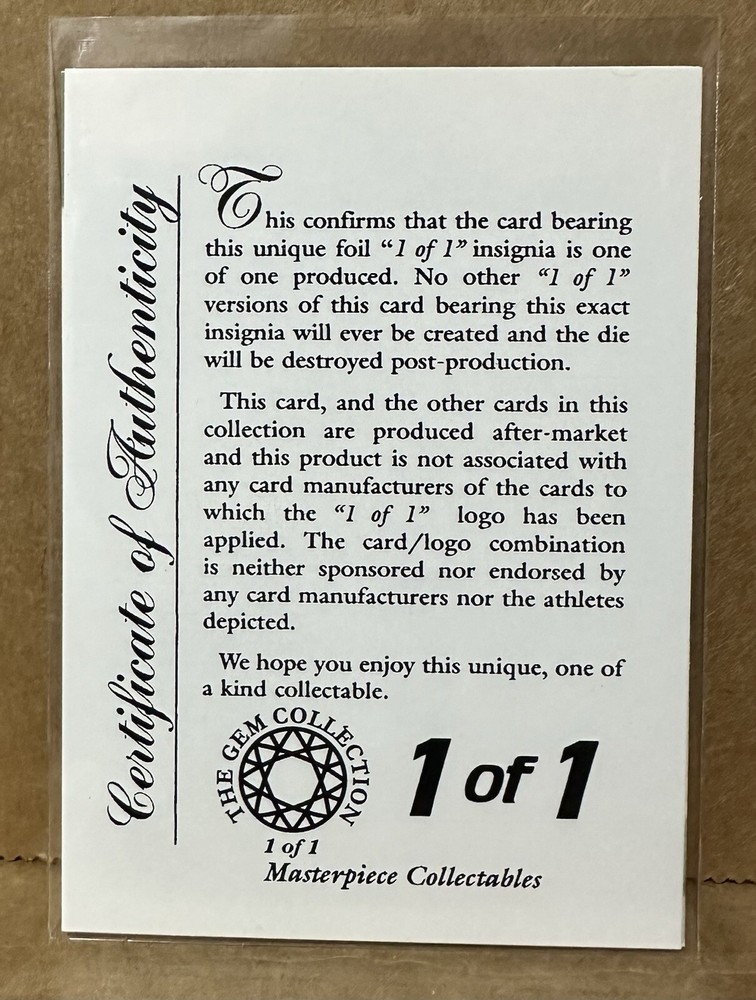 Certificate of Authenticity
This confirms that the card bearing
this unique foil “1 of 1” insignia is one
of one produced. No other “1 of 1”
versions of this card bearing this exact
insignia will ever be created and the die
will be destroyed post-production.
This card, and the other cards in this
collection are produced after-market
and this product is not associated with
any card manufacturers of the cards to
which the “1 of 1” logo has been
applied. The card/logo combination
is neither sponsored nor endorsed by
any card manufacturers nor the athletes
depicted.
We hope you enjoy this unique, one of
a kind collectable.
THE GEM COLLECTION
1 of 1
1 of 1
Masterpiece Collectables